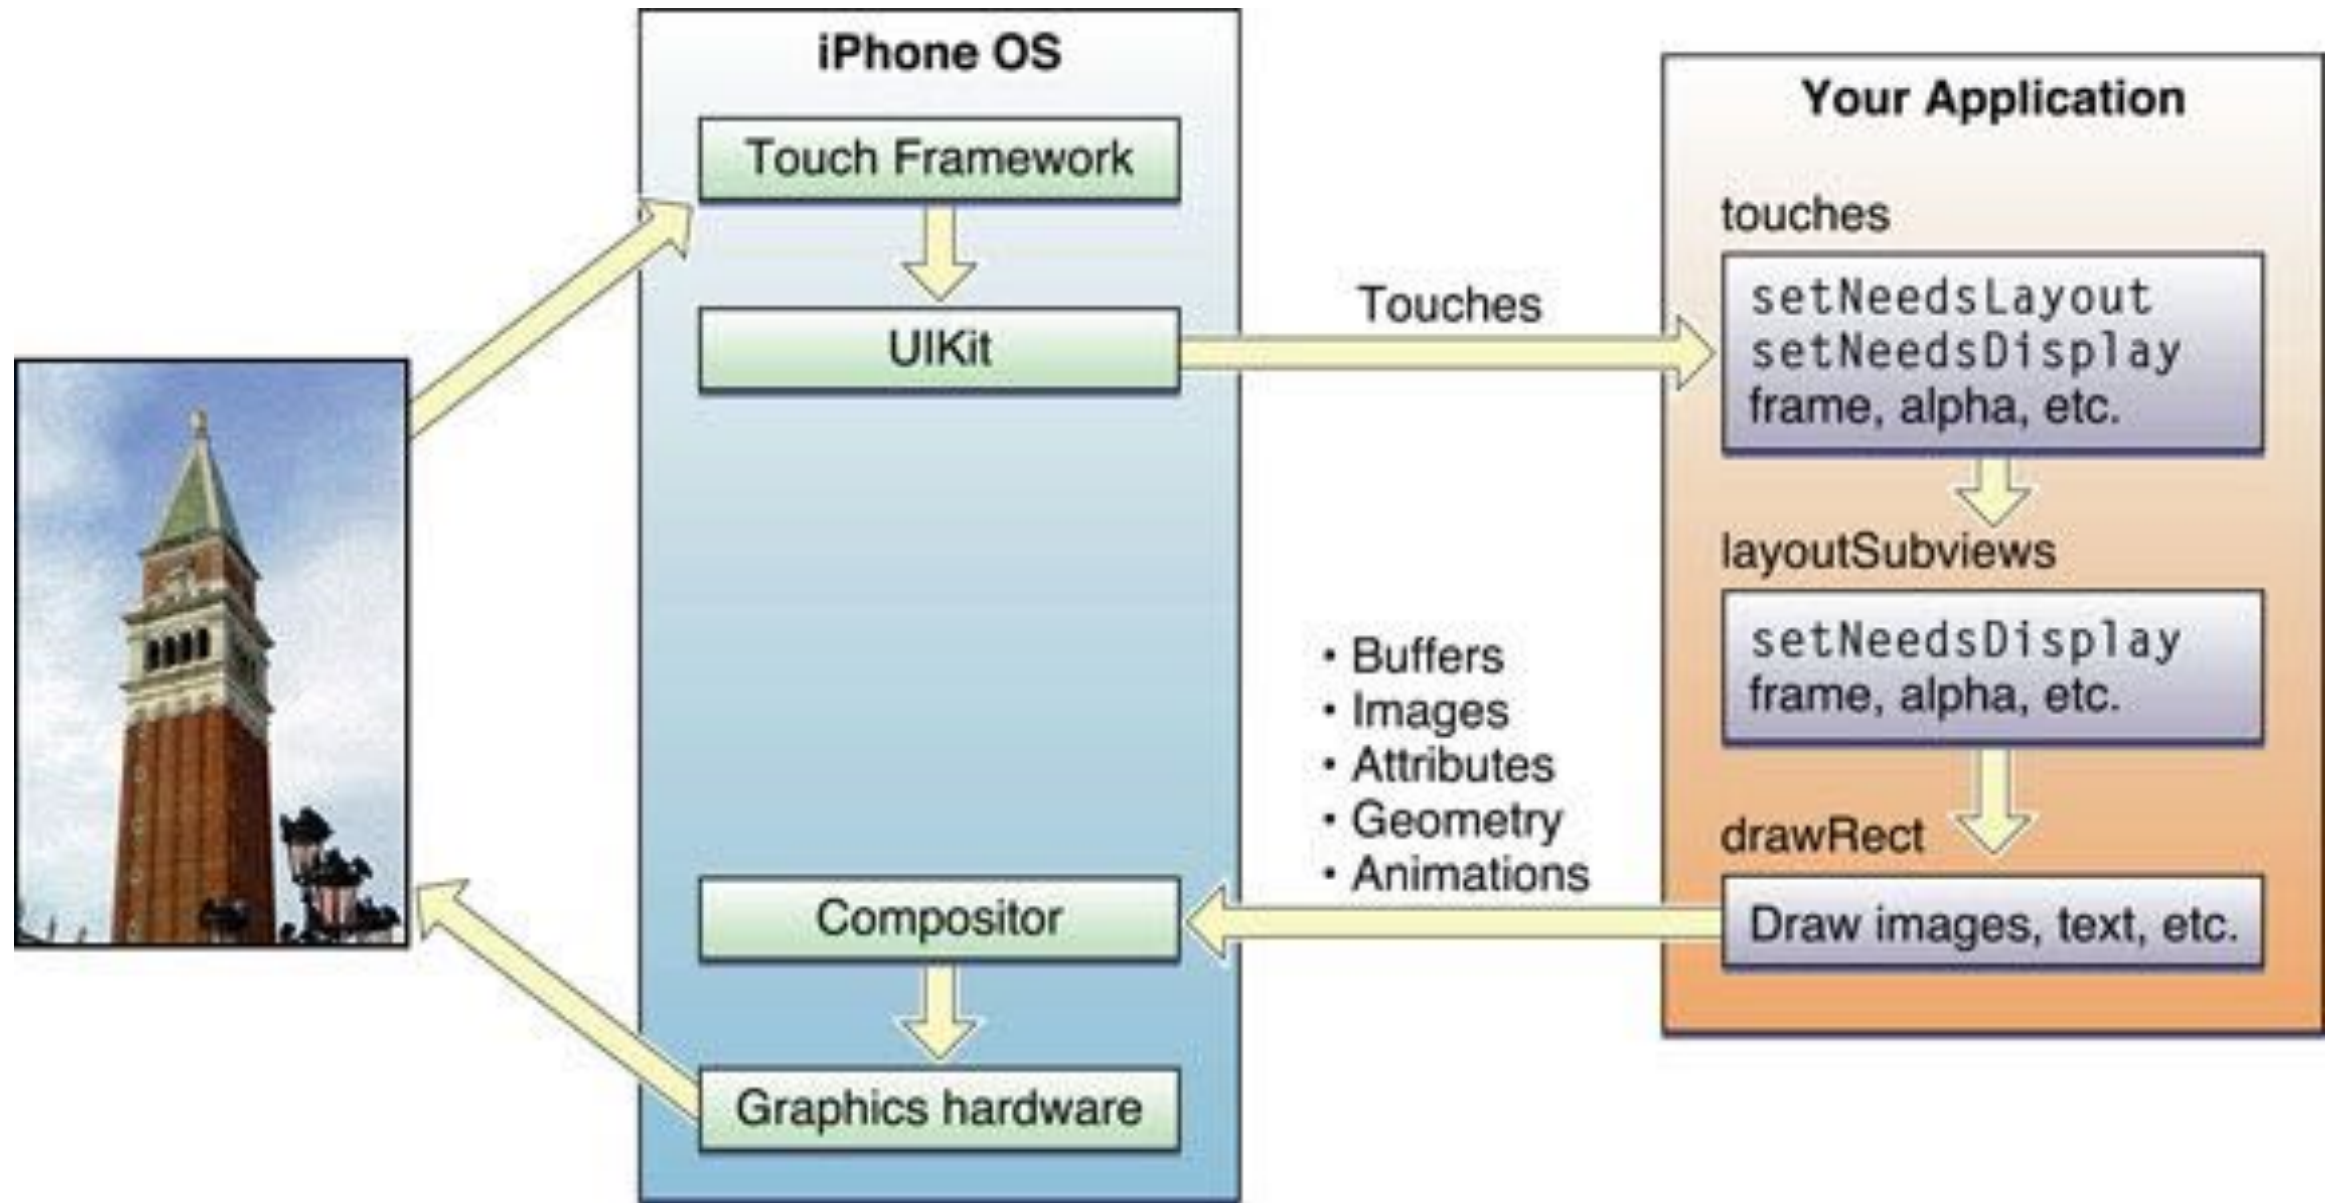 iPhone OS
Touch Framework
UIKit
Compositor
Graphics hardware
Touches
• Buffers
• Images
• Attributes
• Geometry
• Animations
Your Application
touches
setNeedsLayout
setNeedsDisplay
frame, alpha, etc.
layoutSubviews
setNeedsDisplay
frame, alpha, etc.
drawRect
Draw images, text, etc.